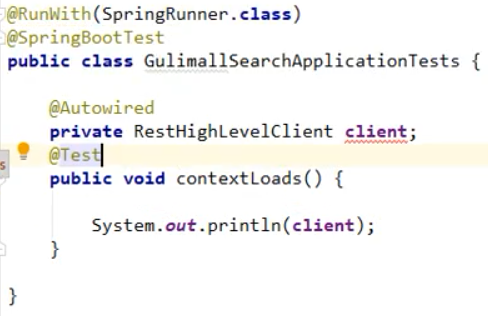 @RunWith(SpringRunner.class)
@SpringBootTest
public class GulimallSearchApplicationTests {
@Autowired
private RestHighLevelClient client;
@Test
public void contextLoads() {
System.out.println(client);
}
}